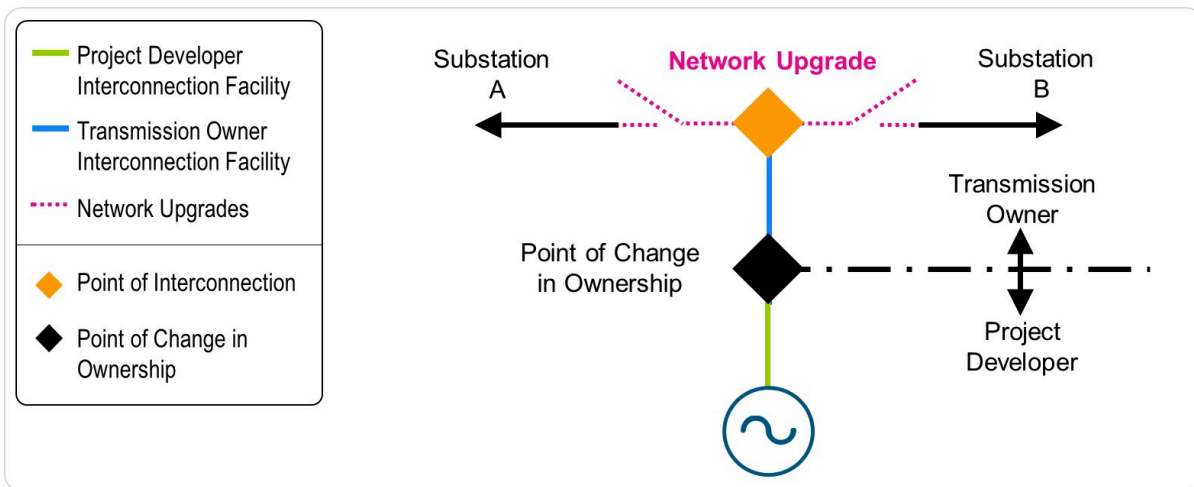 Project Developer
Interconnection Facility
Transmission Owner
Interconnection Facility
Network Upgrades
Point of Interconnection
Point of Change in
Ownership
Substation
A
Network Upgrade
Substation
B
Transmission
Owner
Point of Change
in Ownership
Project
Developer